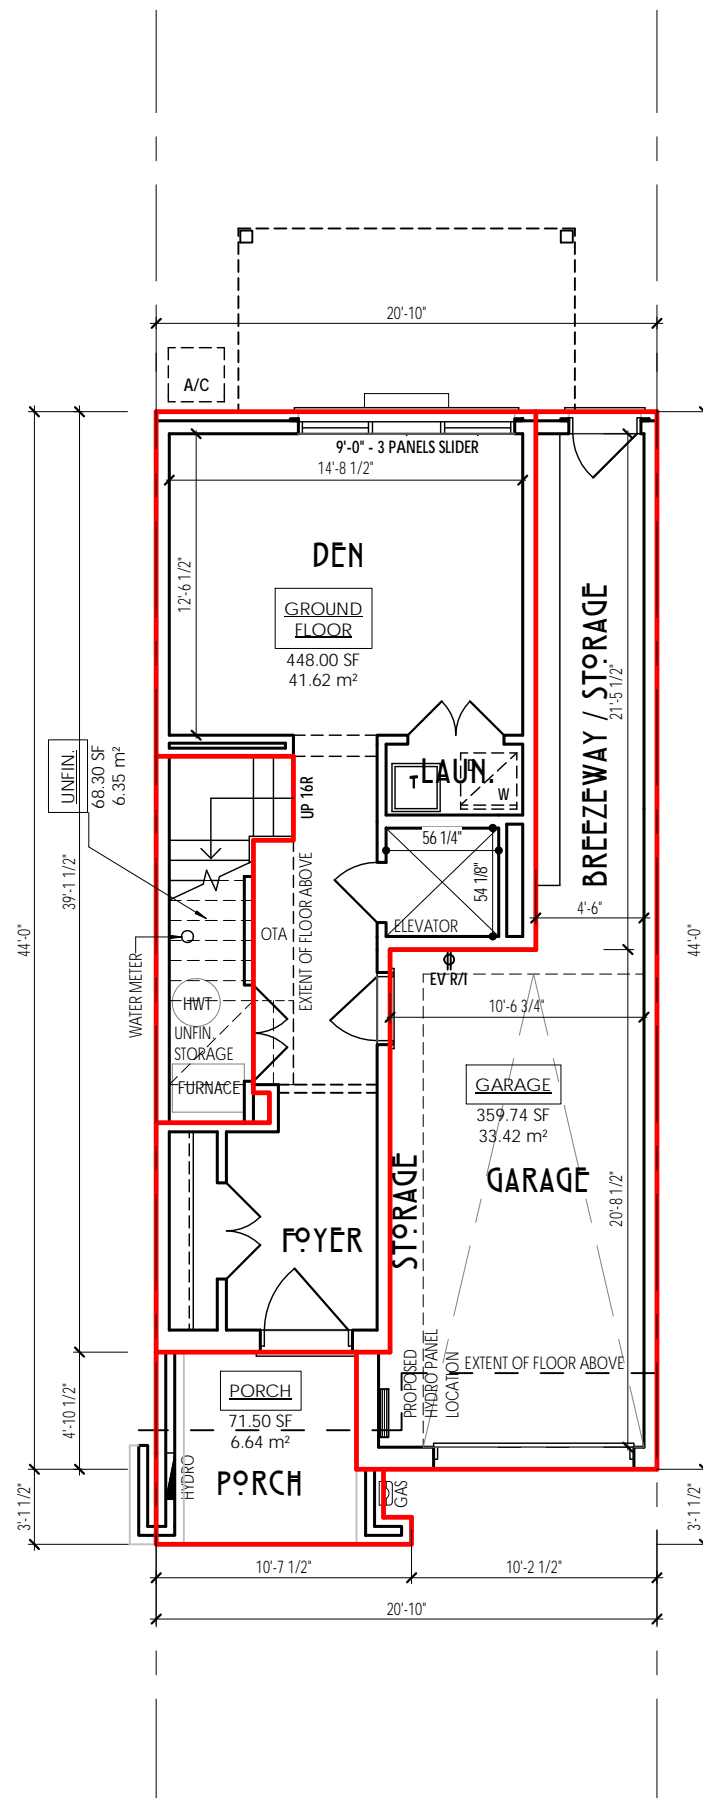 20'-10"
A/C
9'-0" - 3 PANELS SLIDER
14'-8 1/2"
DEN
12'-6 1/2"
GROUND
FLOOR
448.00 SF
41.62 m²
BREEZEWAY / STORAGE
21'-5 1/2"
UNFIN.
68.30 SF
6.35 m²
LAUN.
T
D
W
UP 16R
56 1/4"
54 1/8"
ELEVATOR
39'-1 1/2"
44'-0"
44'-0"
4'-6"
OTA
EXTENT OF FLOOR ABOVE
WATER METER
EV R/I
HWT
10'-6 3/4"
UNFIN.
STORAGE
FURNACE
GARAGE
359.74 SF
33.42 m²
STORAGE
GARAGE
20'-8 1/2"
FOYER
PROPOSED
HYDRO PANEL
LOCATION
EXTENT OF FLOOR ABOVE
PORCH
71.50 SF
6.64 m²
4'-10 1/2"
PORCH
HYDRO
GAS
3'-1 1/2"
3'-1 1/2"
10'-7 1/2"
10'-2 1/2"
20'-10"